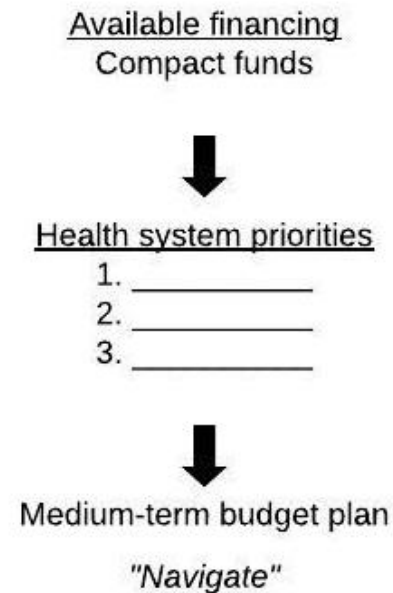 Available financing
Compact funds
Health system priorities
1. ___________
2. ___________
3. ___________
Medium-term budget plan
"Navigate"